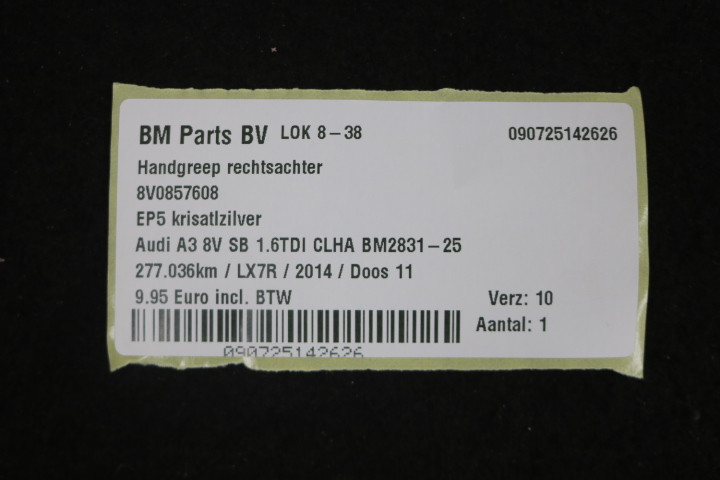 BM Parts BV LOK 8-38 090725142626
Handgreep rechtsachter
8V0857608
EP5 krisatlzilver
Audi A3 8V SB 1.6TDI CLHA BM2831-25
277.036km / LX7R / 2014 / Doos 11
9.95 Euro incl. BTW Verz: 10
Aantal: 1
090725142626